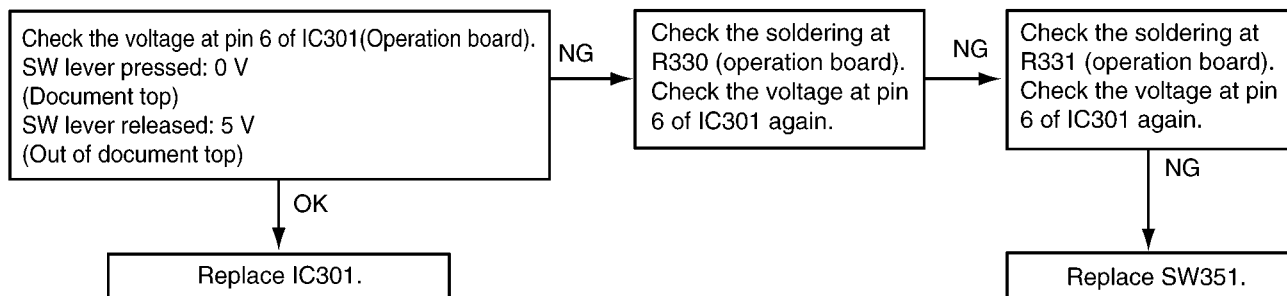 Check the voltage at pin 6 of IC301(Operation board).
SW lever pressed: 0 V
(Document top)
SW lever released: 5 V
(Out of document top)
NG
Check the soldering at
R330 (operation board).
Check the voltage at pin
6 of IC301 again.
NG
Check the soldering at
R331 (operation board).
Check the voltage at pin
6 of IC301 again.
OK
NG
Replace IC301.
Replace SW351.